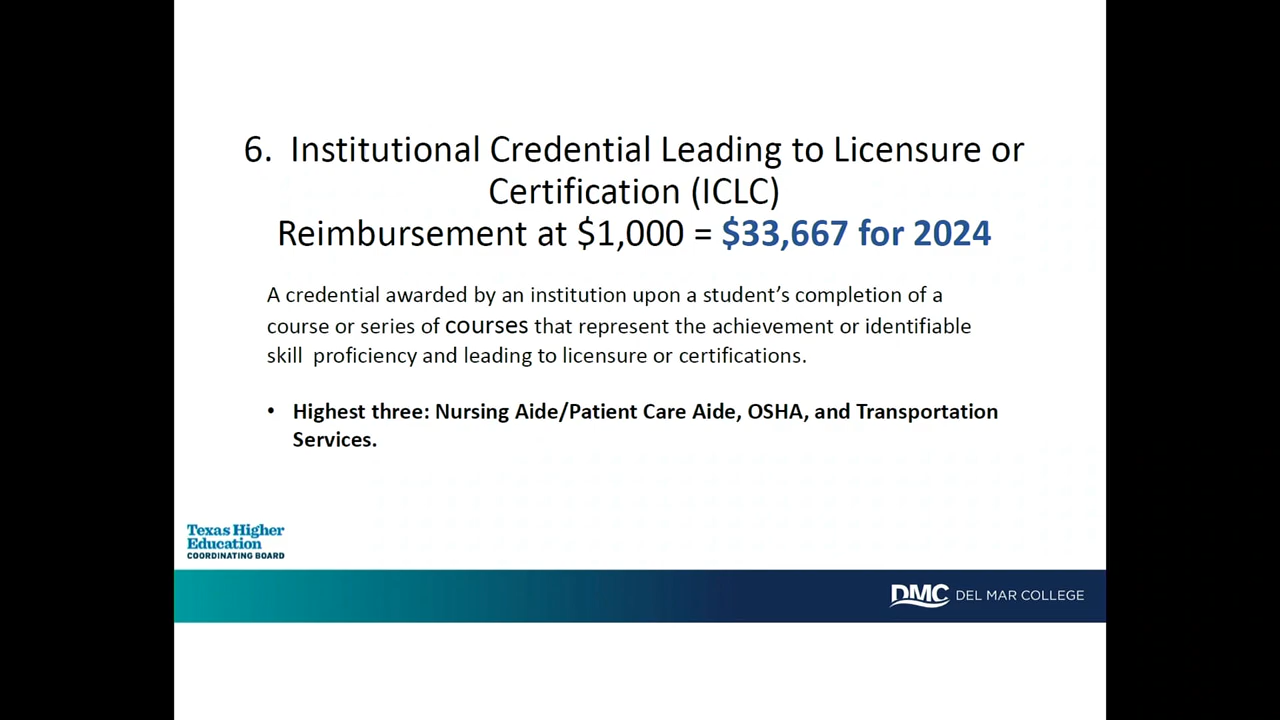 6. Institutional Credential Leading to Licensure or
Certification (ICLC)
Reimbursement at $1,000 = $33,667 for 2024
A credential awarded by an institution upon a student’s completion of a
course or series of courses that represent the achievement or identifiable
skill proficiency and leading to licensure or certifications.
• Highest three: Nursing Aide/Patient Care Aide, OSHA, and Transportation
Services.
Texas Higher
Education
COORDINATING BOARD
DMC DEL MAR COLLEGE